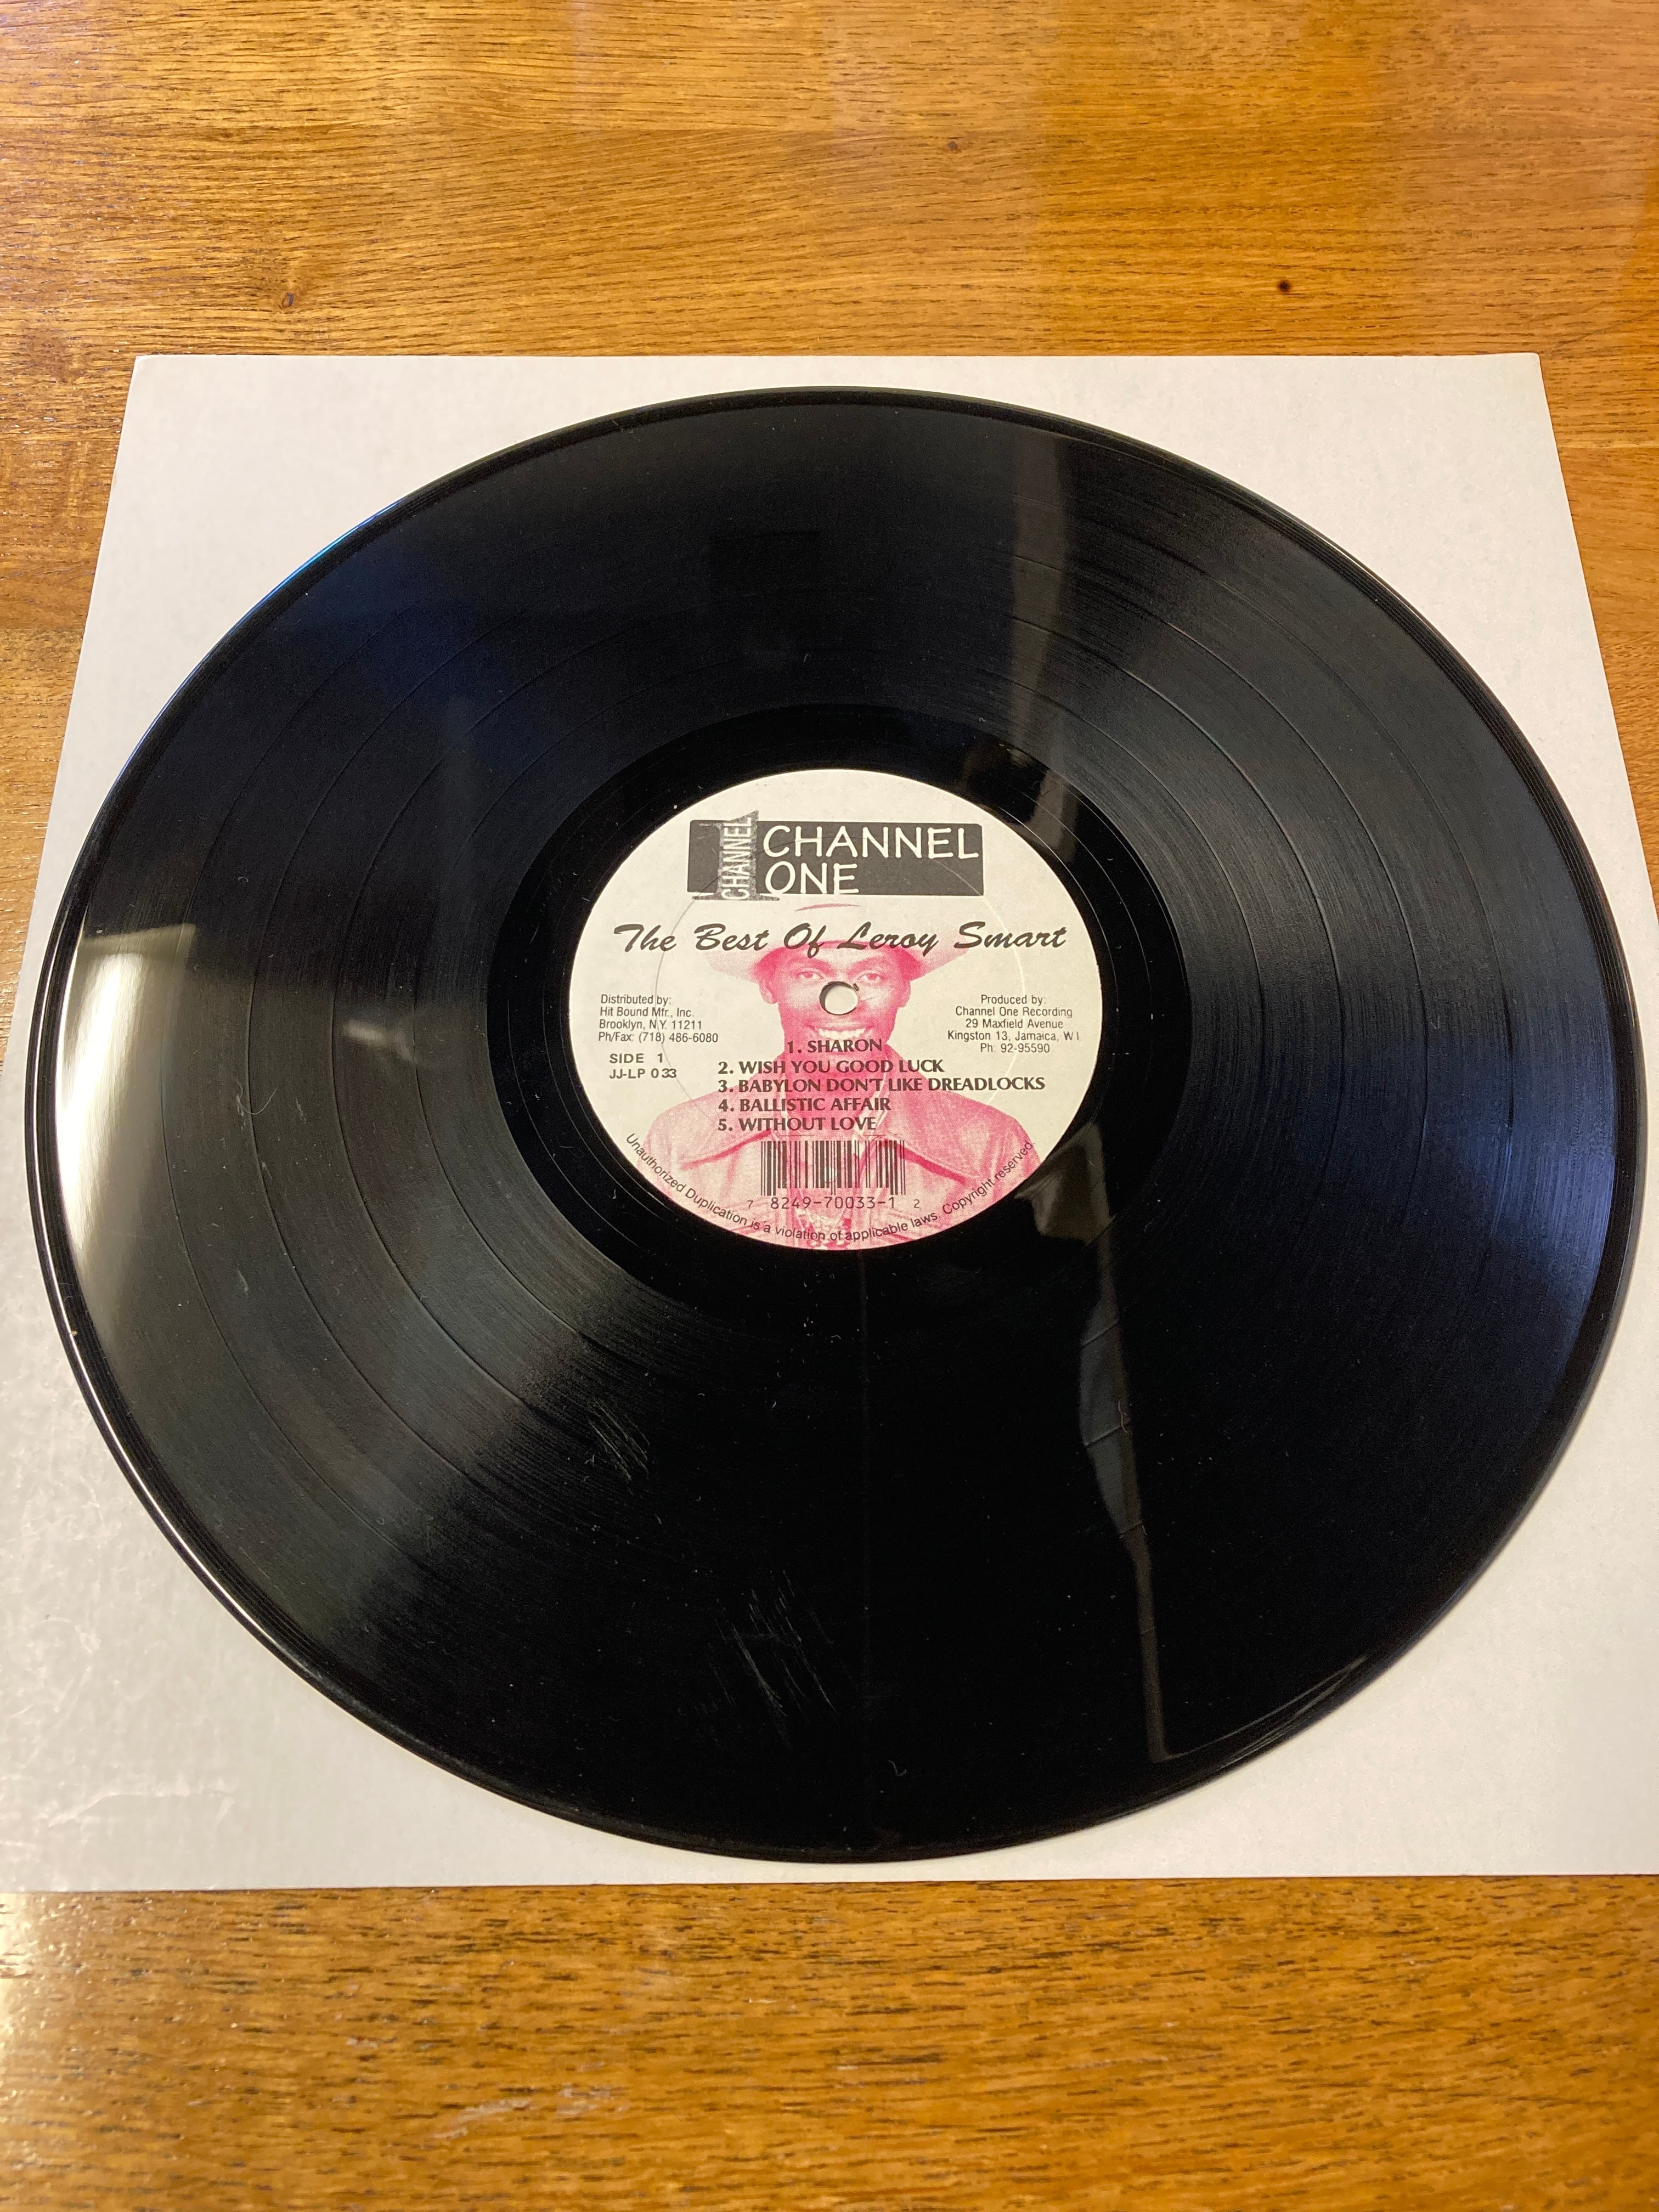 CHANNEL
CHANNEL
ONE
The Best Of Leroy Smart
Distributed by:
Hit Bound Mfr., Inc.
Brooklyn, N.Y. 11211
Ph/Fax: (718) 486-6080
SIDE 1
JJ-LP 033
Produced by:
Channel One Recording
29 Maxfield Avenue
Kingston 13, Jamaica, W.I.
Ph: 92-95590
1. SHARON
2. WISH YOU GOOD LUCK
3. BABYLON DON'T LIKE DREADLOCKS
4. BALLISTIC AFFAIR
5. WITHOUT LOVE
7 8249-70033-1 2
Unauthorized Duplication is a violation of applicable laws. Copyright reserved.